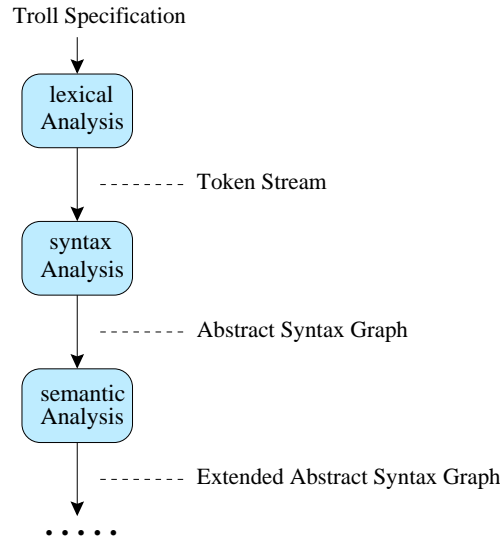 Troll Specification
lexical
Analysis
Token Stream
syntax
Analysis
Abstract Syntax Graph
semantic
Analysis
Extended Abstract Syntax Graph
.....